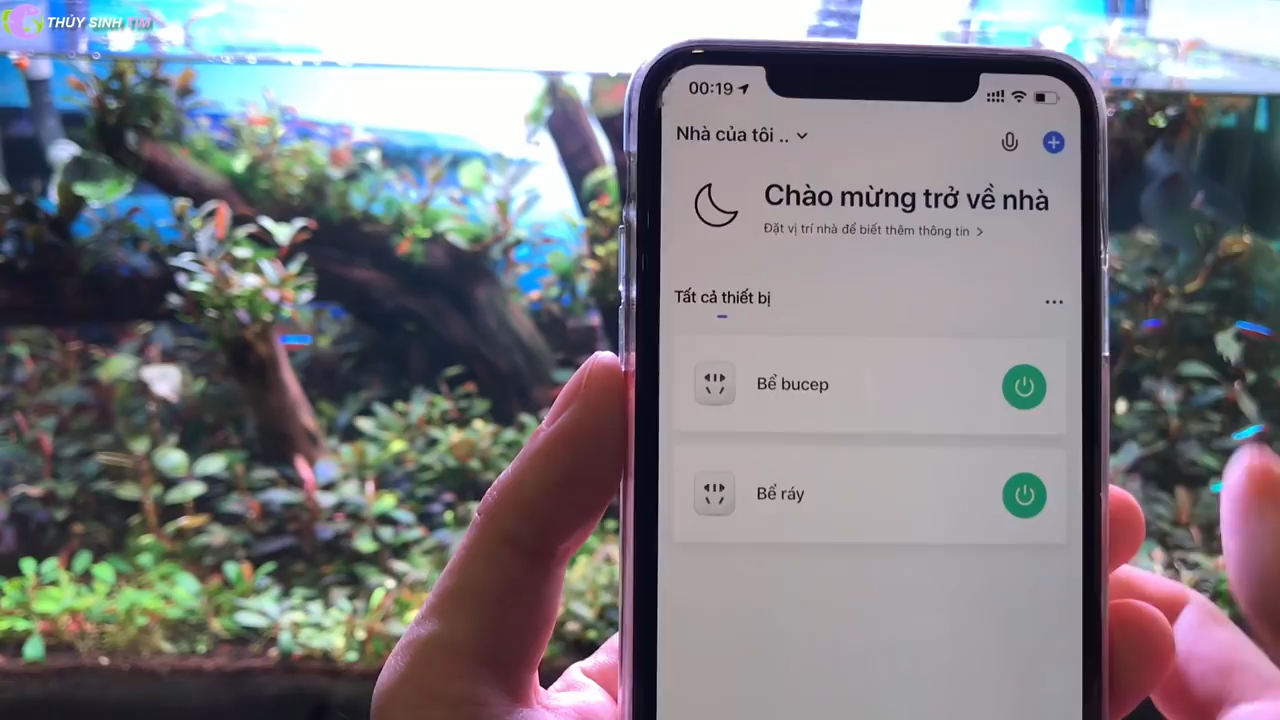 THỦY SINH TIM
00:19
Nhà của tôi ..
Chào mừng trở về nhà
Đặt vị trí nhà để biết thêm thông tin >
Tất cả thiết bị
Bể bucep
Bể ráy